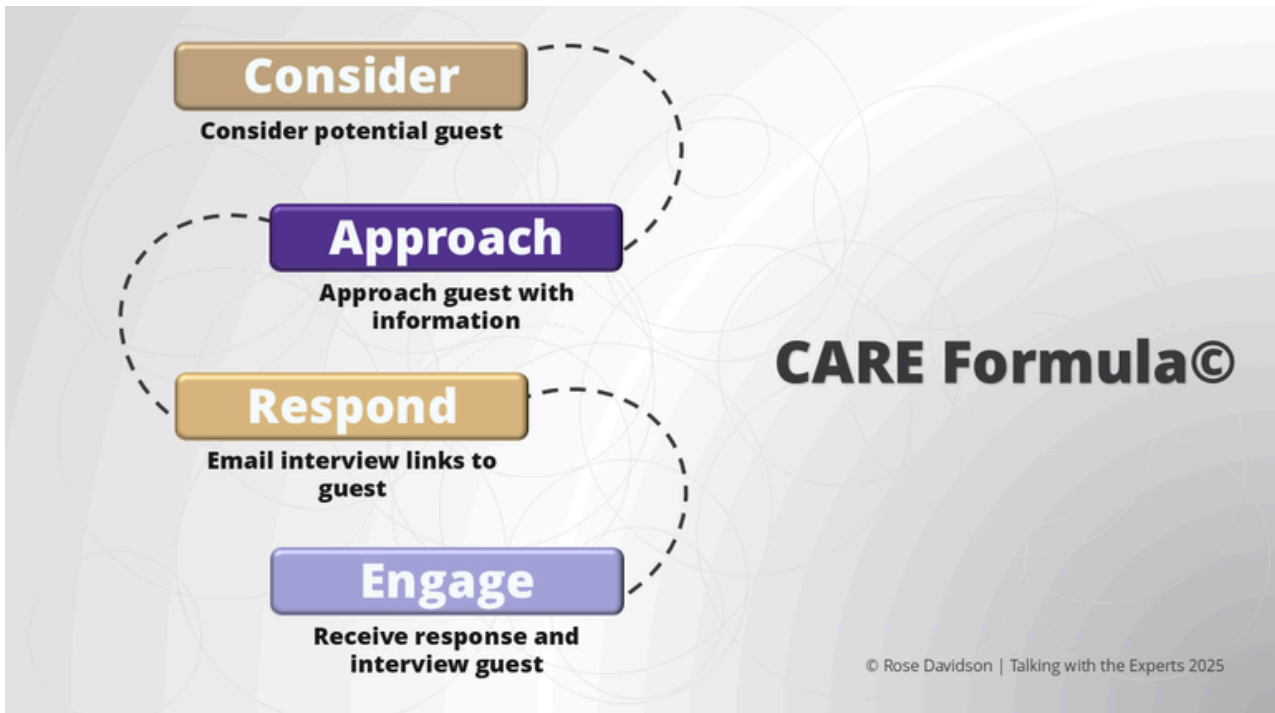 Consider
Consider potential guest
Approach
Approach guest with
information
Respond
Email interview links to
guest
Engage
Receive response and
interview guest
CARE Formula©
© Rose Davidson | Talking with the Experts 2025